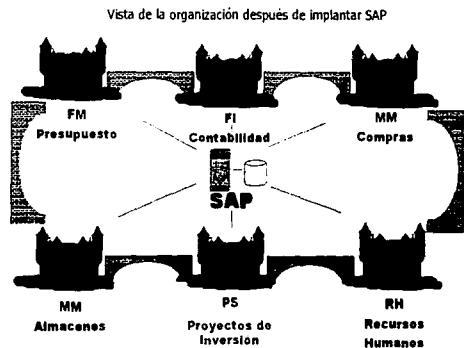 Vista de la organización después de implantar SAP
FM
Presupuesto
FI
Contabilidad
MM
Compras
SAP
MM
Almacenes
PS
Proyectos de
Inversión
RH
Recursos
Humanos